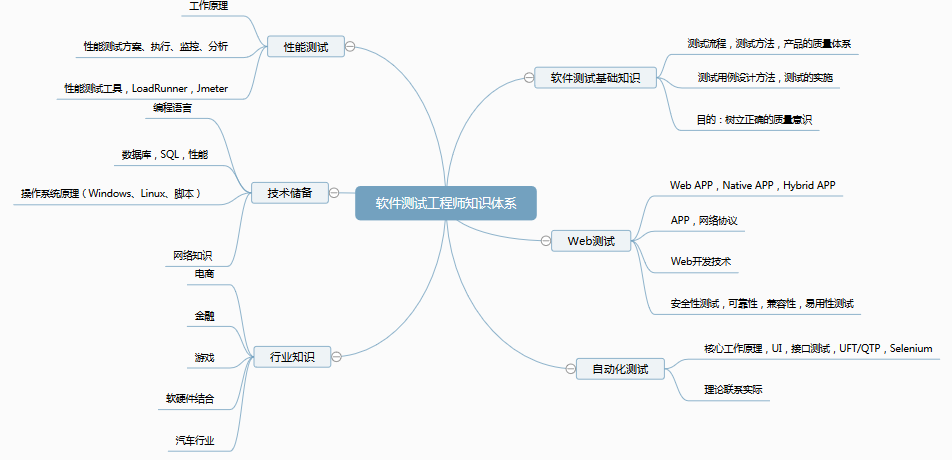 软件测试工程师知识体系
软件测试基础知识
测试流程，测试方法，产品的质量体系
测试用例设计方法，测试的实施
目的：树立正确的质量意识
Web测试
Web APP，Native APP，Hybrid APP
APP，网络协议
Web开发技术
安全性测试，可靠性，兼容性，易用性测试
自动化测试
核心工作原理，UI，接口测试，UFT/QTP，Selenium
理论联系实际
性能测试
工作原理
性能测试方案、执行、监控、分析
性能测试工具，LoadRunner，Jmeter
技术储备
编程语言
数据库，SQL，性能
操作系统原理（Windows、Linux、脚本）
网络知识
行业知识
电商
金融
游戏
软硬件结合
汽车行业